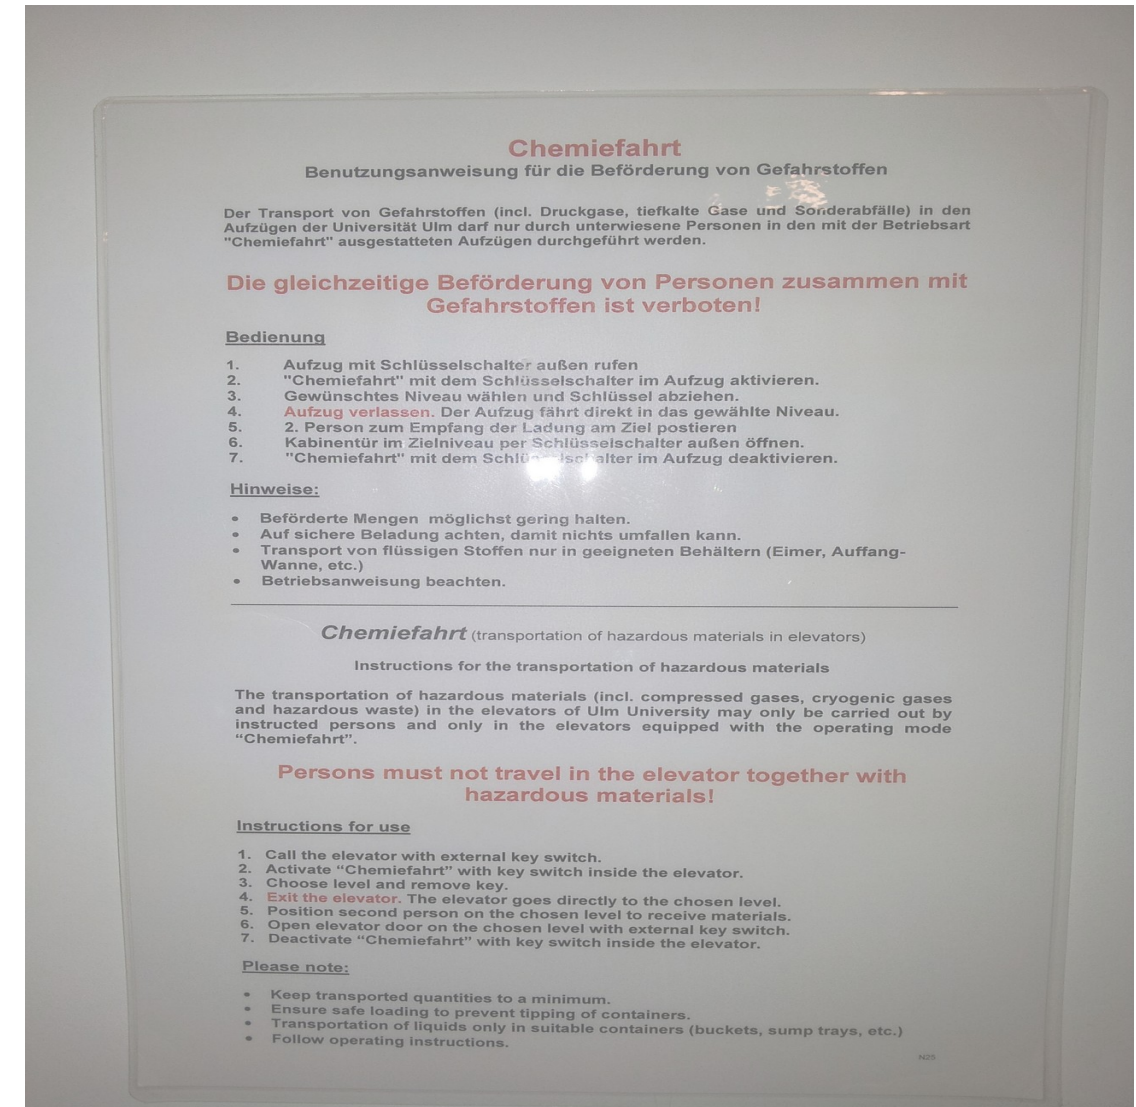 Chemiefahrt
Benutzungsanweisung für die Beförderung von Gefahrstoffen
Der Transport von Gefahrstoffen (incl. Druckgase, tiefkalte Gase und Sonderabfälle) in den
Aufzügen der Universität Ulm darf nur durch unterwiesene Personen in den mit der Betriebsart
"Chemiefahrt" ausgestatteten Aufzügen durchgeführt werden.
Die gleichzeitige Beförderung von Personen zusammen mit
Gefahrstoffen ist verboten!
Bedienung
1. Aufzug mit Schlüsselschalter außen rufen
2. "Chemiefahrt" mit dem Schlüsselschalter im Aufzug aktivieren.
3. Gewünschtes Niveau wählen und Schlüssel abziehen.
4. Aufzug verlassen. Der Aufzug fährt direkt in das gewählte Niveau.
5. 2. Person zum Empfang der Ladung am Ziel postieren
6. Kabinentür im Zielniveau per Schlüsselschalter außen öffnen.
7. "Chemiefahrt" mit dem Schlüsselschalter im Aufzug deaktivieren.
Hinweise:
• Beförderte Mengen möglichst gering halten.
• Auf sichere Beladung achten, damit nichts umfallen kann.
• Transport von flüssigen Stoffen nur in geeigneten Behältern (Eimer, Auffang-
Wanne, etc.)
• Betriebsanweisung beachten.
Chemiefahrt (transportation of hazardous materials in elevators)
Instructions for the transportation of hazardous materials
The transportation of hazardous materials (incl. compressed gases, cryogenic gases
and hazardous waste) in the elevators of Ulm University may only be carried out by
instructed persons and only in the elevators equipped with the operating mode
“Chemiefahrt”.
Persons must not travel in the elevator together with
hazardous materials!
Instructions for use
1. Call the elevator with external key switch.
2. Activate “Chemiefahrt” with key switch inside the elevator.
3. Choose level and remove key.
4. Exit the elevator. The elevator goes directly to the chosen level.
5. Position second person on the chosen level to receive materials.
6. Open elevator door on the chosen level with external key switch.
7. Deactivate “Chemiefahrt” with key switch inside the elevator.
Please note:
• Keep transported quantities to a minimum.
• Ensure safe loading to prevent tipping of containers.
• Transportation of liquids only in suitable containers (buckets, sump trays, etc.)
• Follow operating instructions.
N25